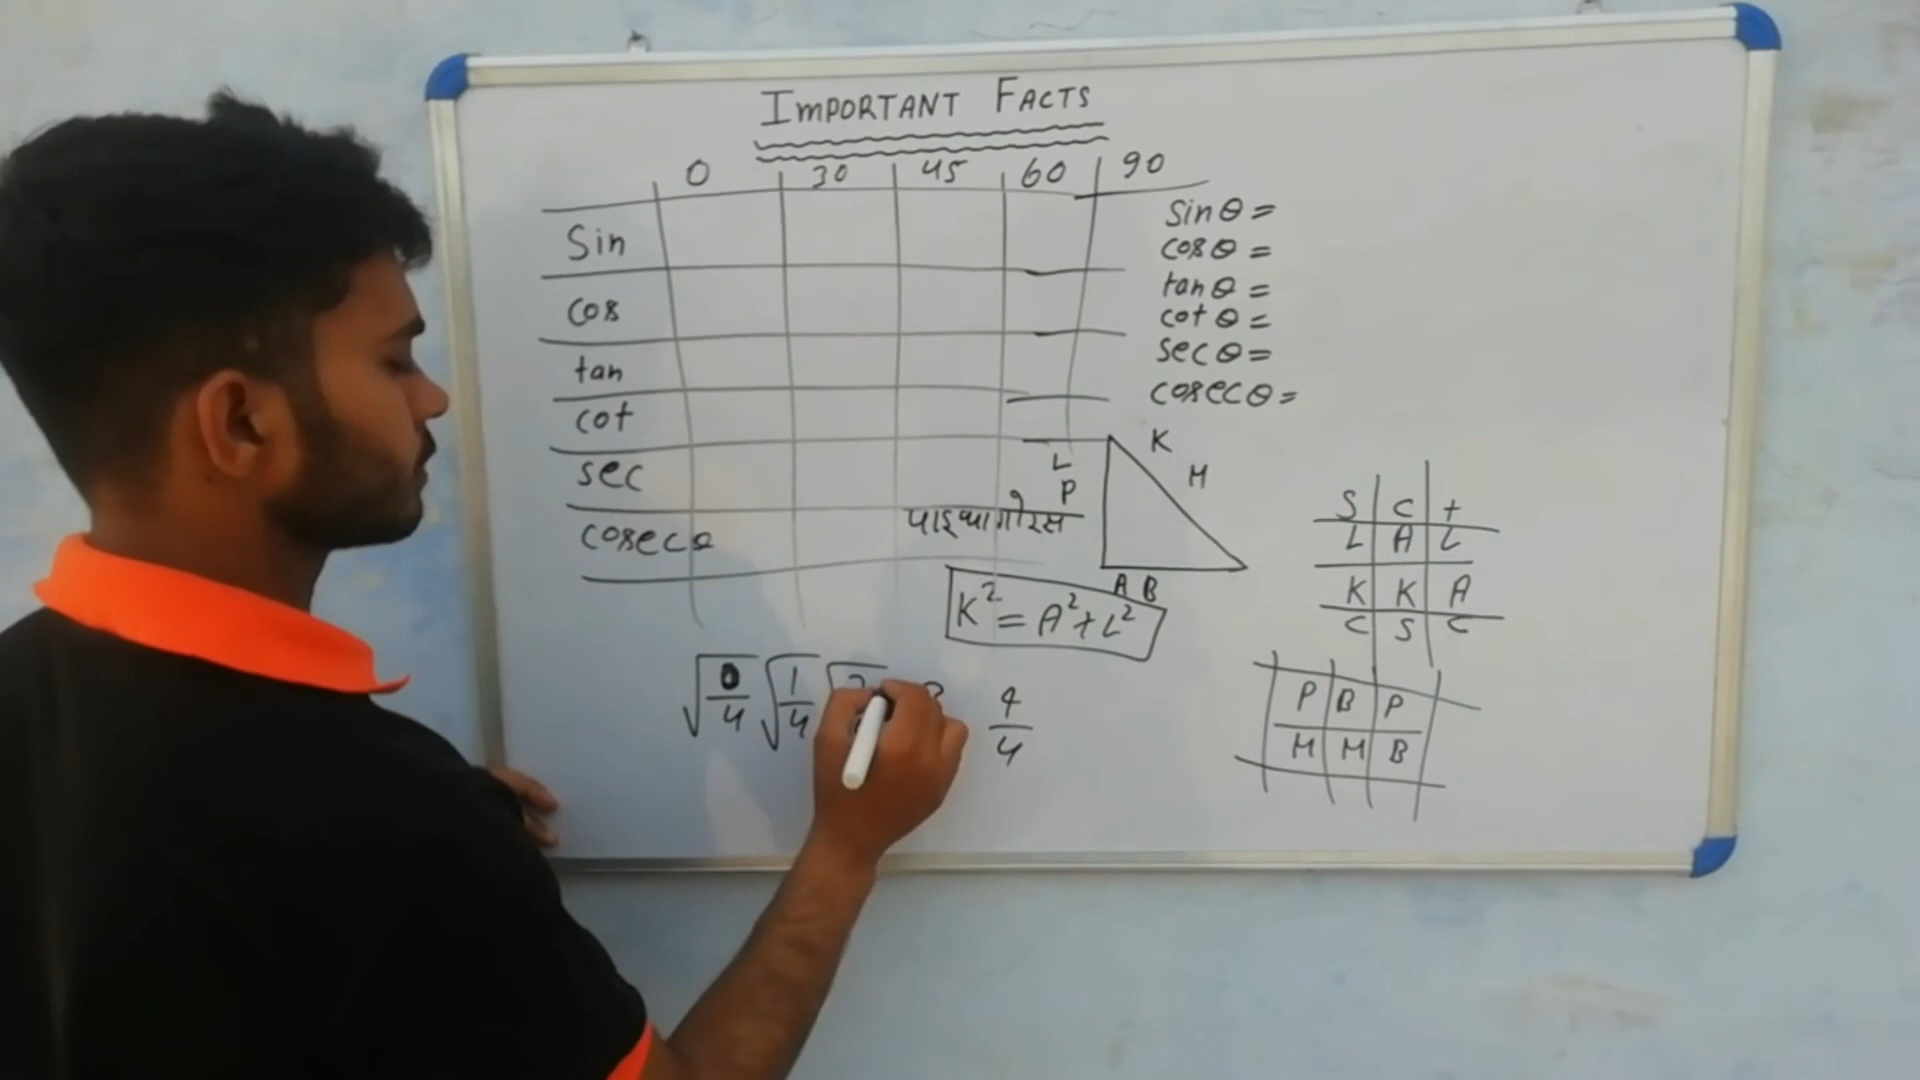 IMPORTANT FACTS
0 30 45 60 90
Sin
cos
tan
cot
sec
cosecθ
sinθ =
cosθ =
tanθ =
cotθ =
secθ =
cosecθ =
K
L H
P
पाइथागोरस
A B
K² = A² + L²
√0/4 √1/4 4/4
S C t
L A L
K K A
C S C
P B P
H H B